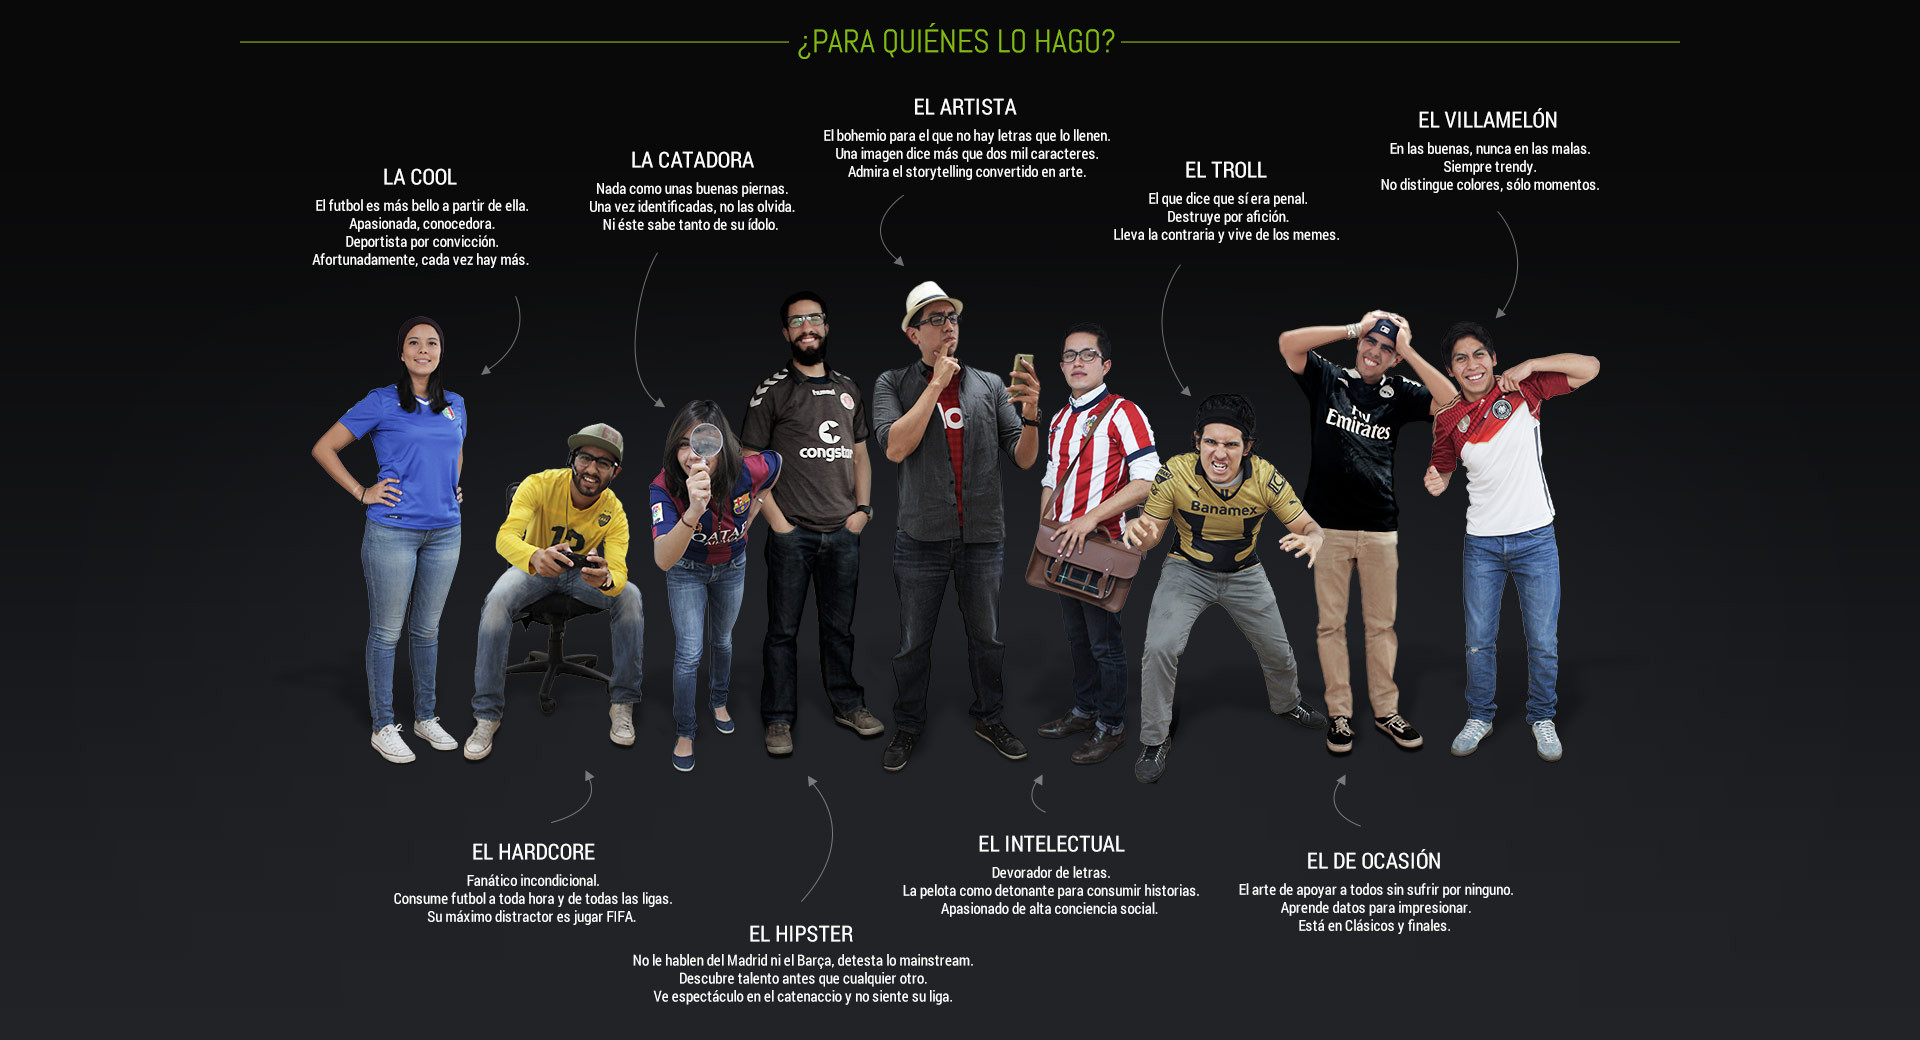 ¿PARA QUIÉNES LO HAGO?
LA COOL
El futbol es más bello a partir de ella.
Apasionada, conocedora.
Deportista por convicción.
Afortunadamente, cada vez hay más.
LA CATADORA
Nada como unas buenas piernas.
Una vez identificadas, no las olvida.
Ni éste sabe tanto de su ídolo.
EL ARTISTA
El bohemio para el que no hay letras que lo llenen.
Una imagen dice más que dos mil caracteres.
Admira el storytelling convertido en arte.
EL TROLL
El que dice que sí era penal.
Destruye por afición.
Lleva la contraria y vive de los memes.
EL VILLAMELÓN
En las buenas, nunca en las malas.
Siempre trendy.
No distingue colores, sólo momentos.
hummel
congstar
10
QATAR
Banamex
Fly
Emirates
EL HARDCORE
Fanático incondicional.
Consume futbol a toda hora y de todas las ligas.
Su máximo distractor es jugar FIFA.
EL HIPSTER
No le hablen del Madrid ni el Barça, detesta lo mainstream.
Descubre talento antes que cualquier otro.
Ve espectáculo en el catenaccio y no siente su liga.
EL INTELECTUAL
Devorador de letras.
La pelota como detonante para consumir historias.
Apasionado de alta conciencia social.
EL DE OCASIÓN
El arte de apoyar a todos sin sufrir por ninguno.
Aprende datos para impresionar.
Está en Clásicos y finales.